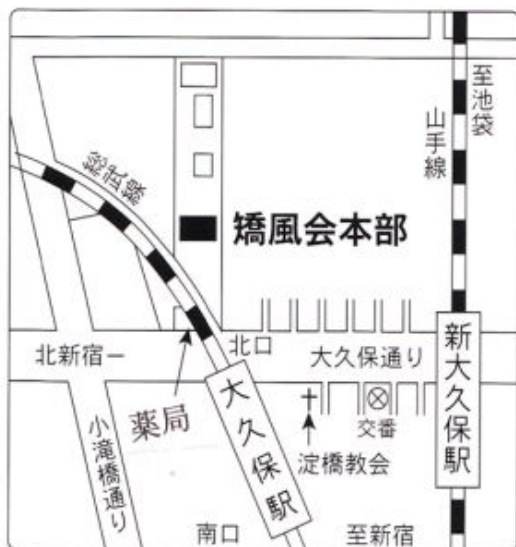 至池袋
山手線
総武線
矯風会本部
北新宿一
北口
大久保通り
新大久保駅
薬局
大久保駅
交番
淀橋教会
小滝橋通り
南口
至新宿